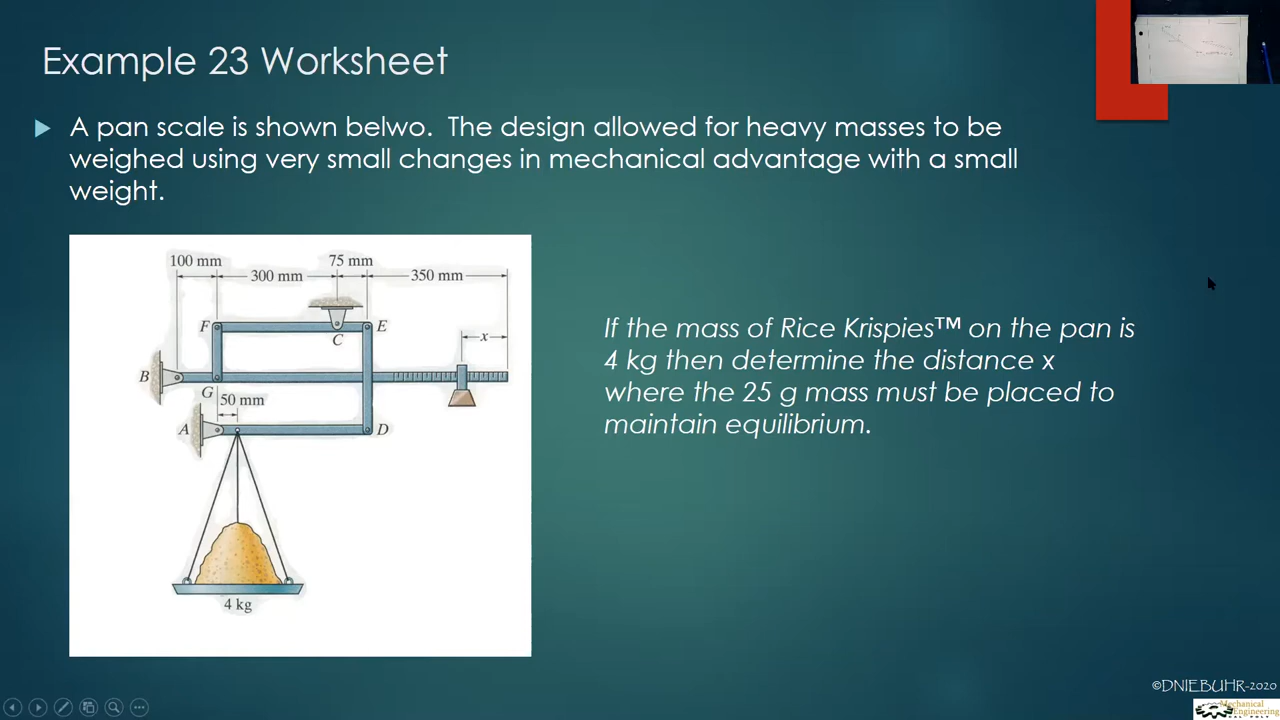 Example 23 Worksheet
A pan scale is shown belwo. The design allowed for heavy masses to be
weighed using very small changes in mechanical advantage with a small
weight.
100 mm
75 mm
300 mm
350 mm
F
E
C
x
B
G
50 mm
A
D
4 kg
If the mass of Rice Krispies™ on the pan is
4 kg then determine the distance x
where the 25 g mass must be placed to
maintain equilibrium.
©DNIEBUHR-2020
Mechanical
Engineering